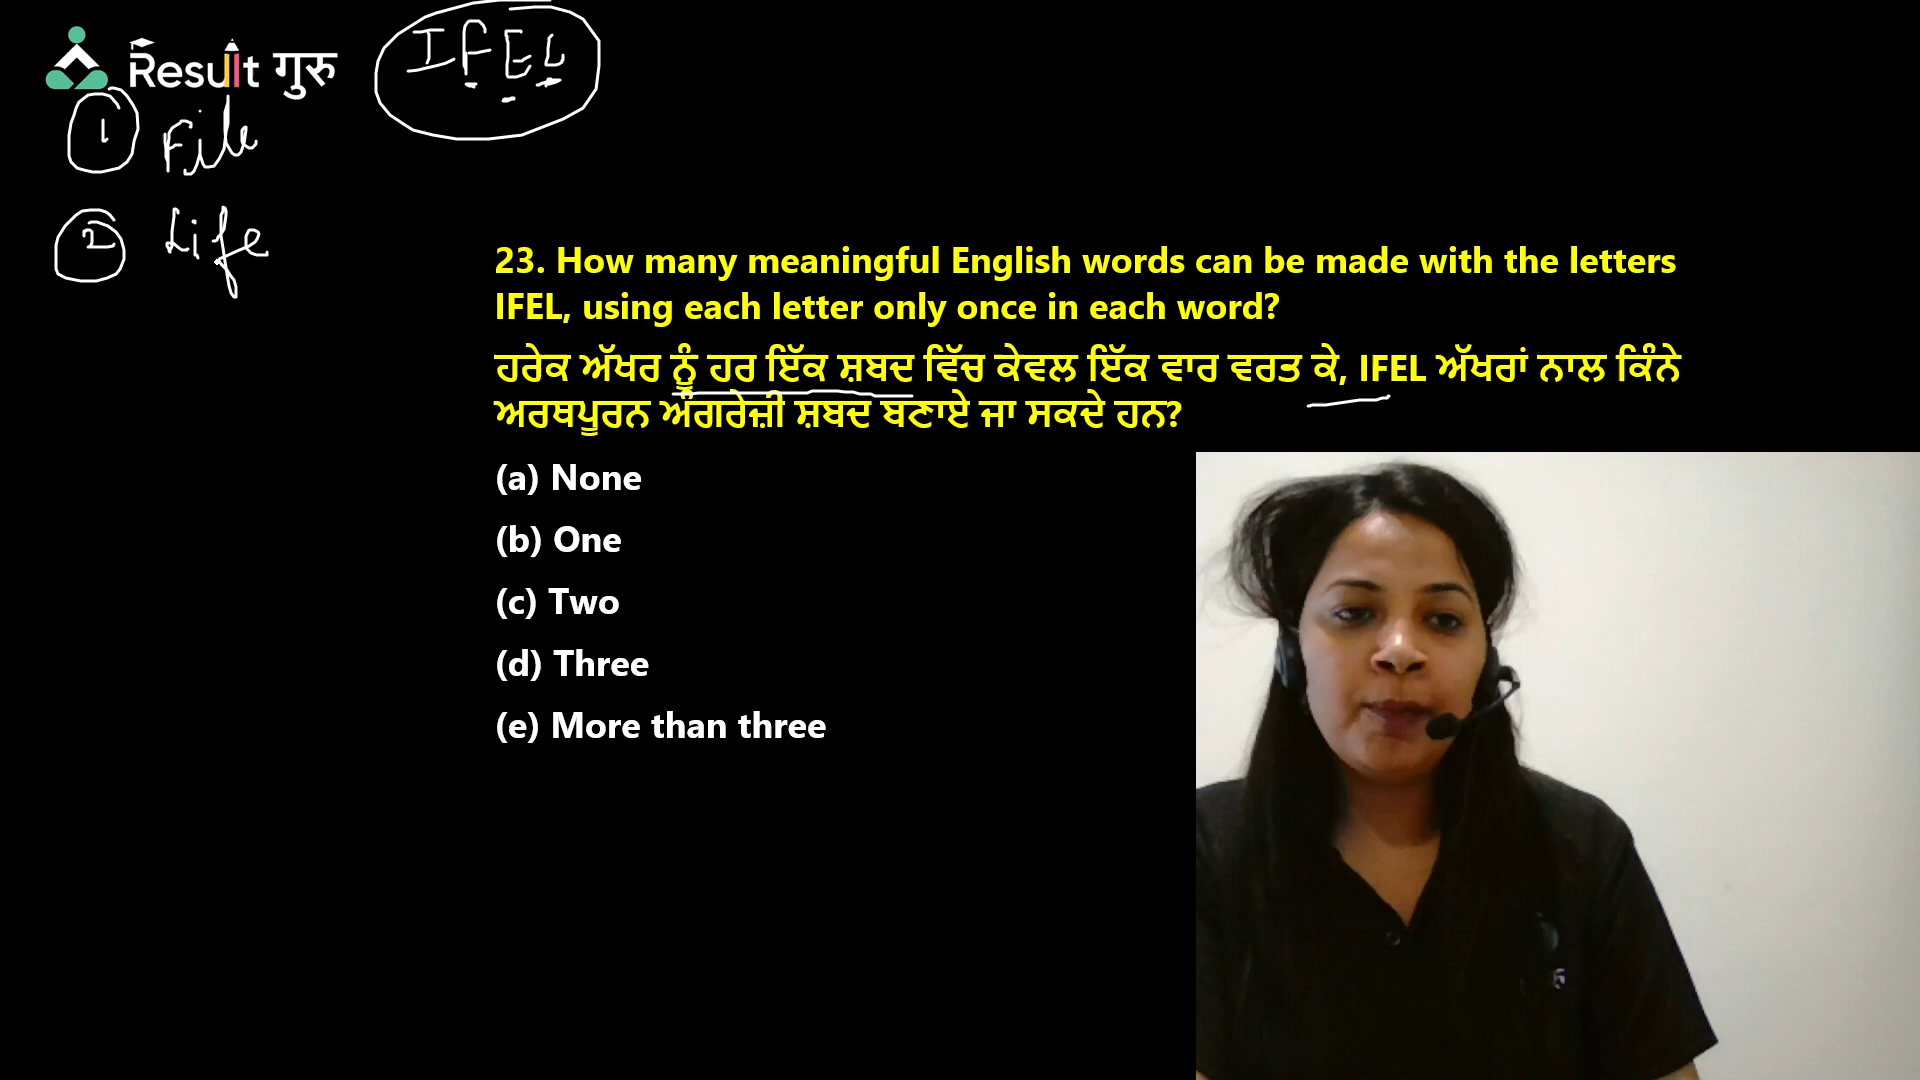 Result गुरु
IFEL
1 File
2 Life
23. How many meaningful English words can be made with the letters
IFEL, using each letter only once in each word?
ਹਰੇਕ ਅੱਖਰ ਨੂੰ ਹਰ ਇੱਕ ਸ਼ਬਦ ਵਿੱਚ ਕੇਵਲ ਇੱਕ ਵਾਰ ਵਰਤ ਕੇ, IFEL ਅੱਖਰਾਂ ਨਾਲ ਕਿੰਨੇ
ਅਰਥਪੂਰਨ ਅੰਗਰੇਜ਼ੀ ਸ਼ਬਦ ਬਣਾਏ ਜਾ ਸਕਦੇ ਹਨ?
(a) None
(b) One
(c) Two
(d) Three
(e) More than three